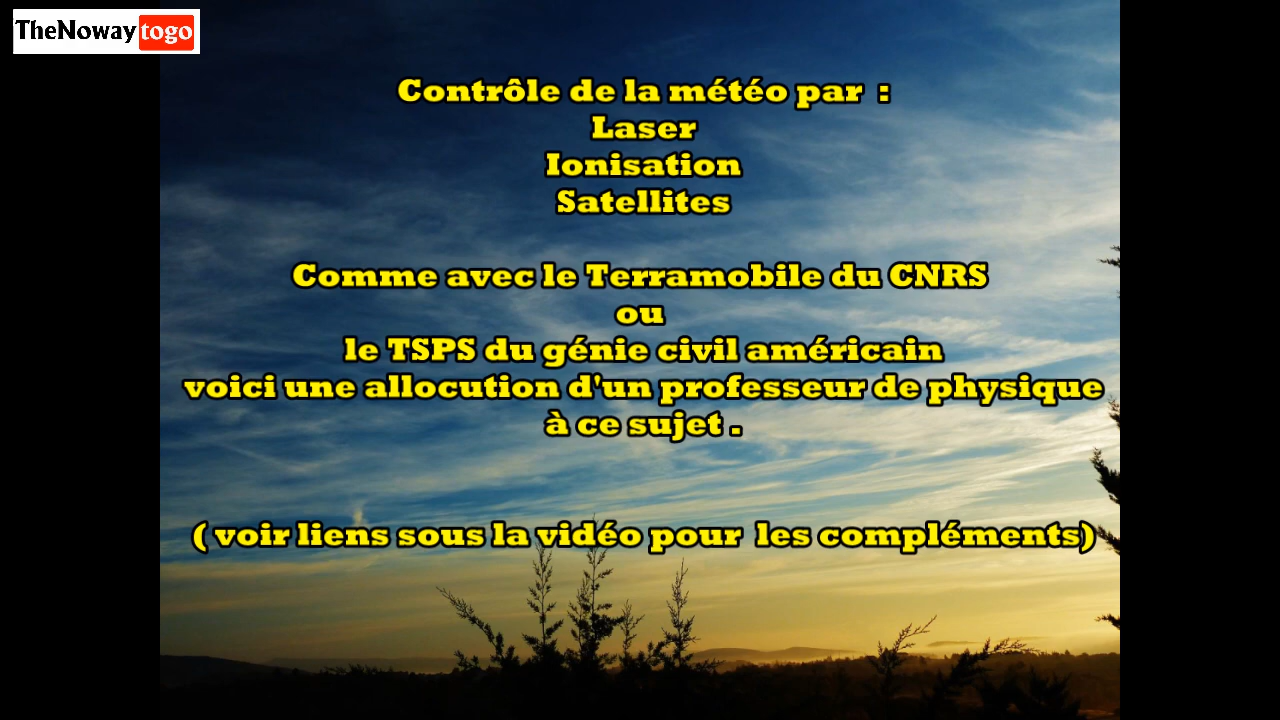 TheNowaytogo
Contrôle de la météo par :
Laser
Ionisation
Satellites
Comme avec le Terramobile du CNRS
ou
le TSPS du génie civil américain
voici une allocution d'un professeur de physique
à ce sujet .
( voir liens sous la vidéo pour les compléments)